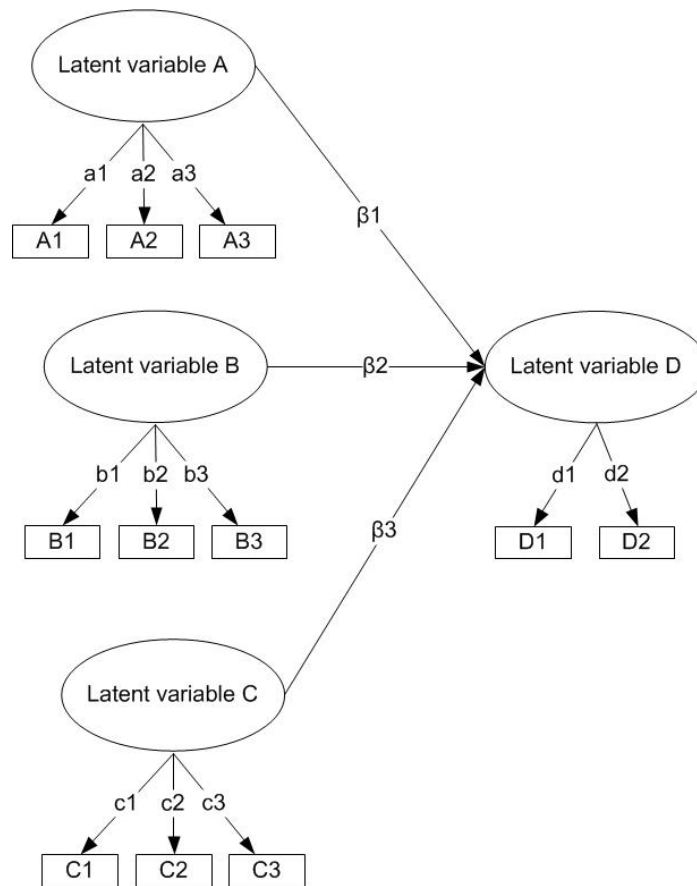 Latent variable A
a1 a2 a3
A1 A2 A3
β1
Latent variable B
β2
Latent variable D
b1 b2 b3
d1 d2
B1 B2 B3
D1 D2
β3
Latent variable C
c1 c2 c3
C1 C2 C3